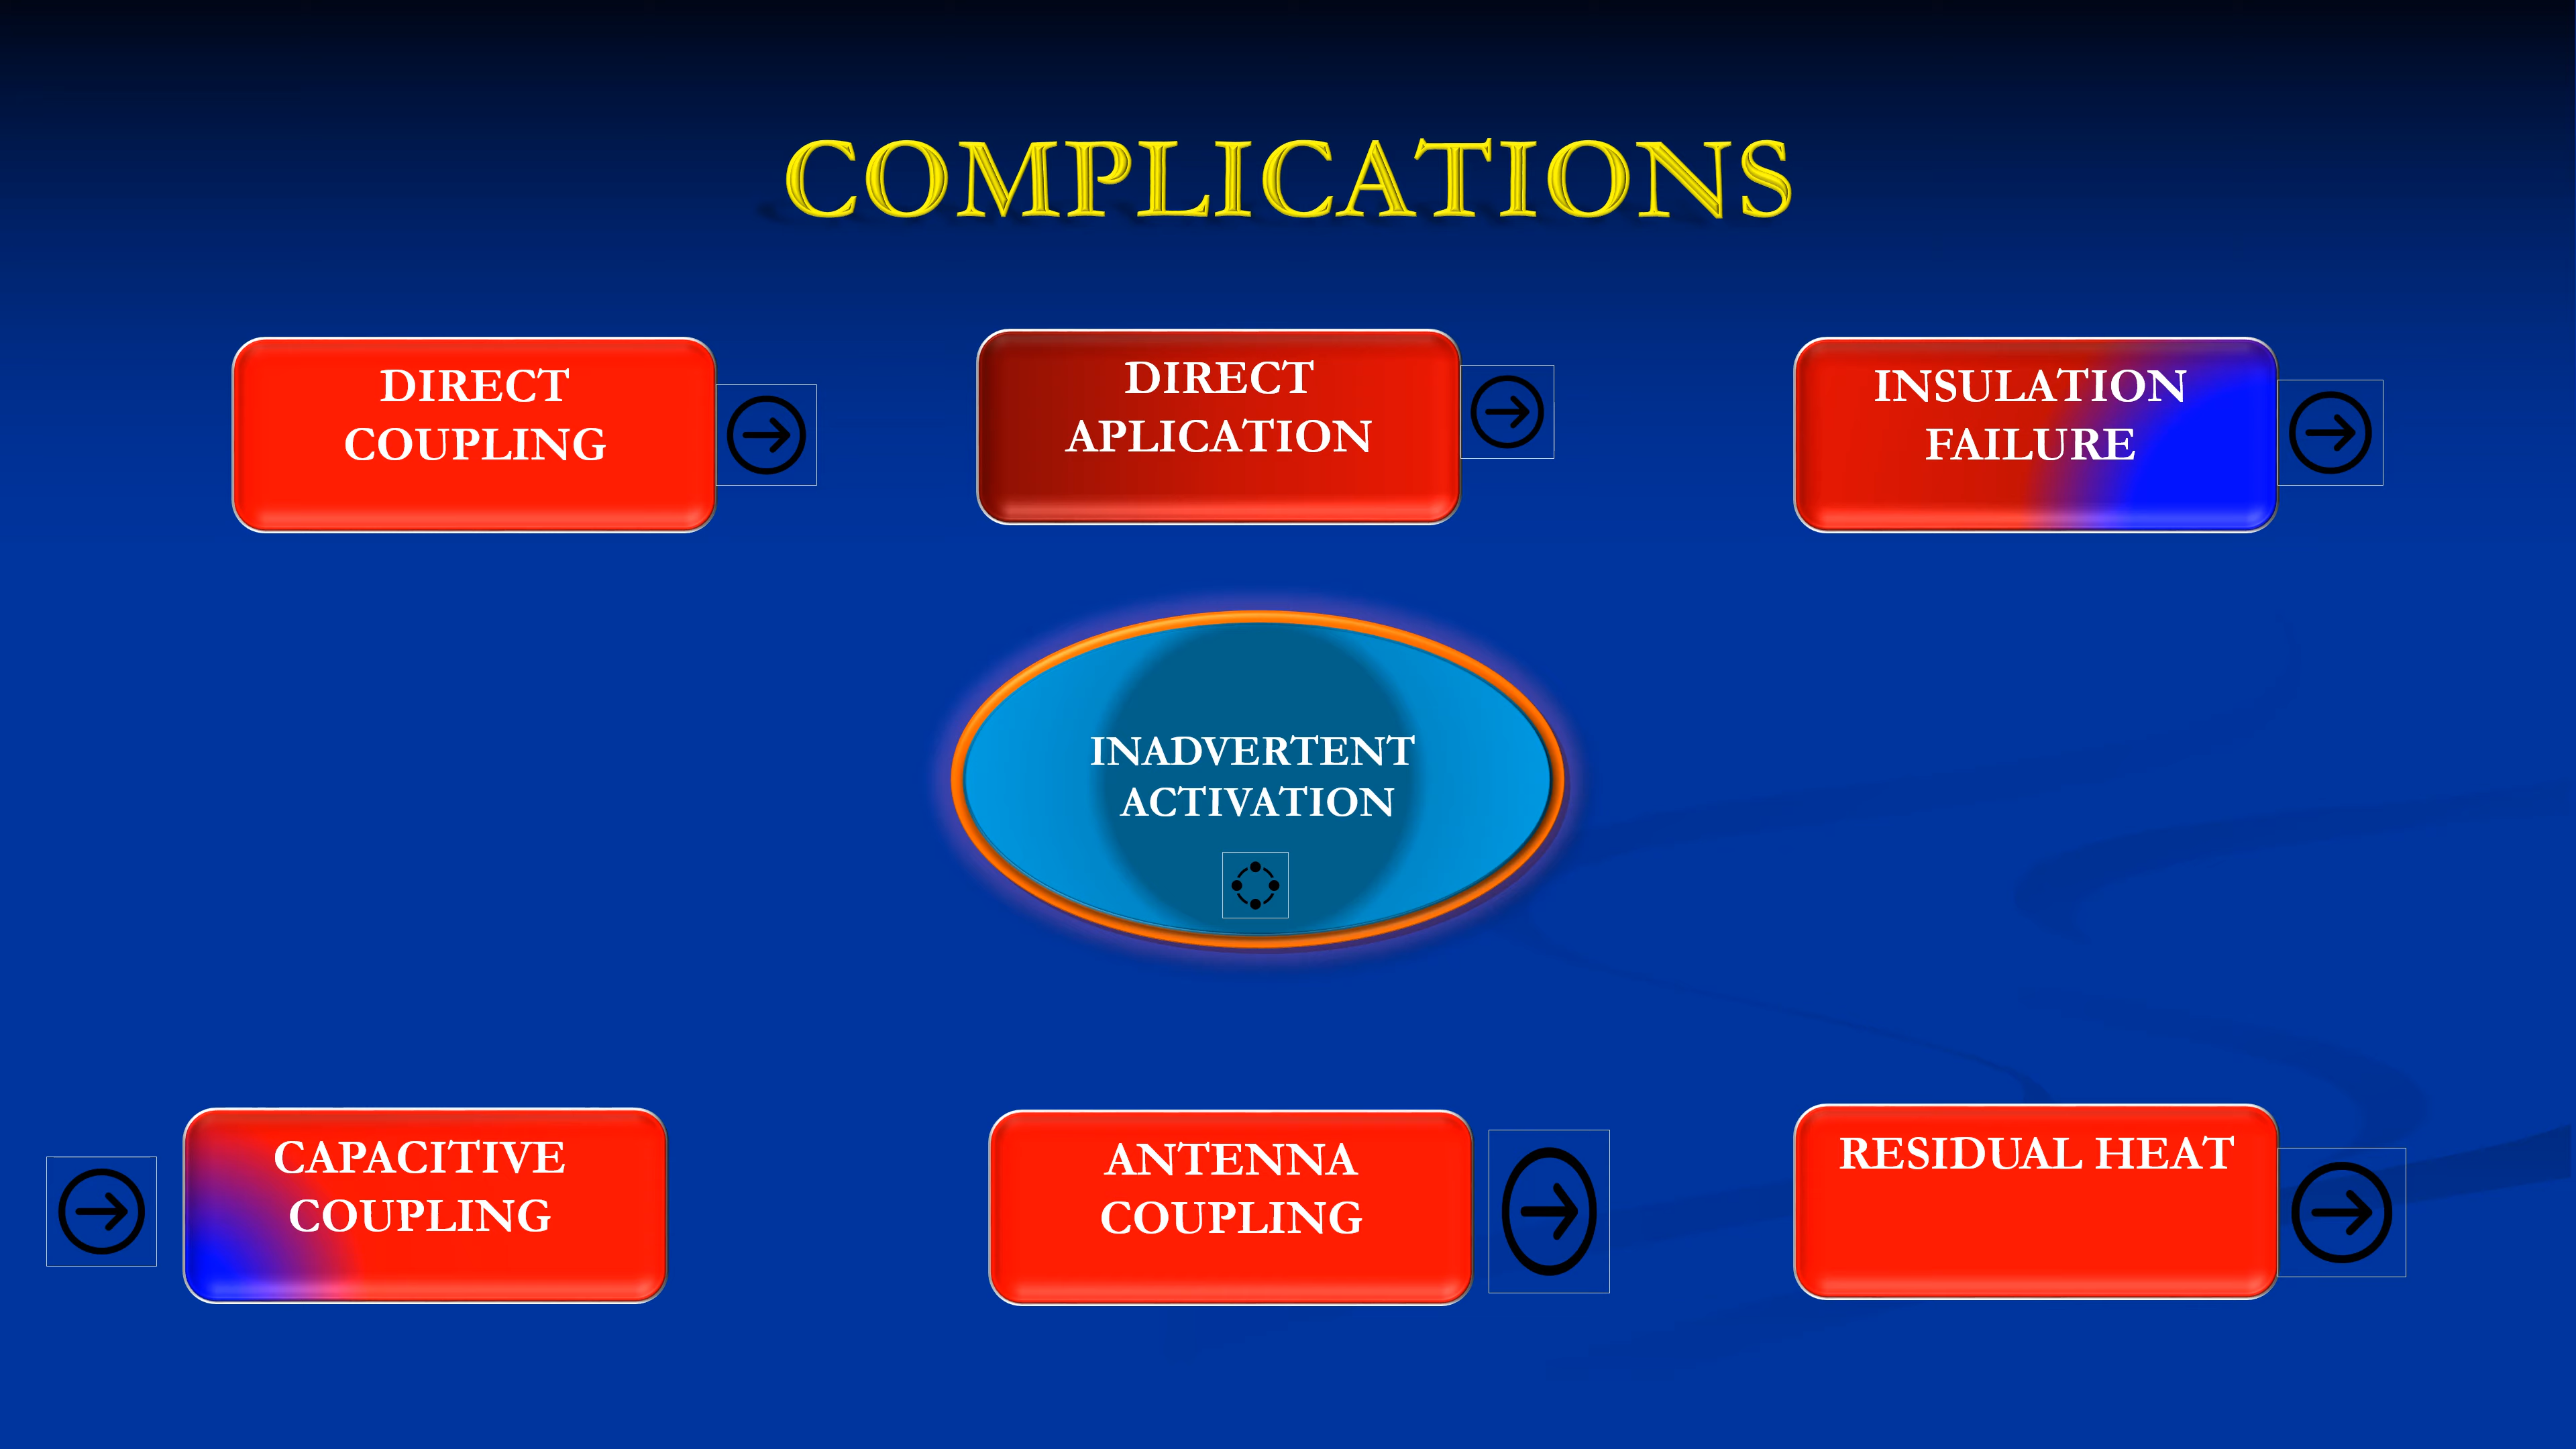 COMPLICATIONS
DIRECT
COUPLING
DIRECT
APLICATION
INSULATION
FAILURE
INADVERTENT
ACTIVATION
CAPACITIVE
COUPLING
ANTENNA
COUPLING
RESIDUAL HEAT